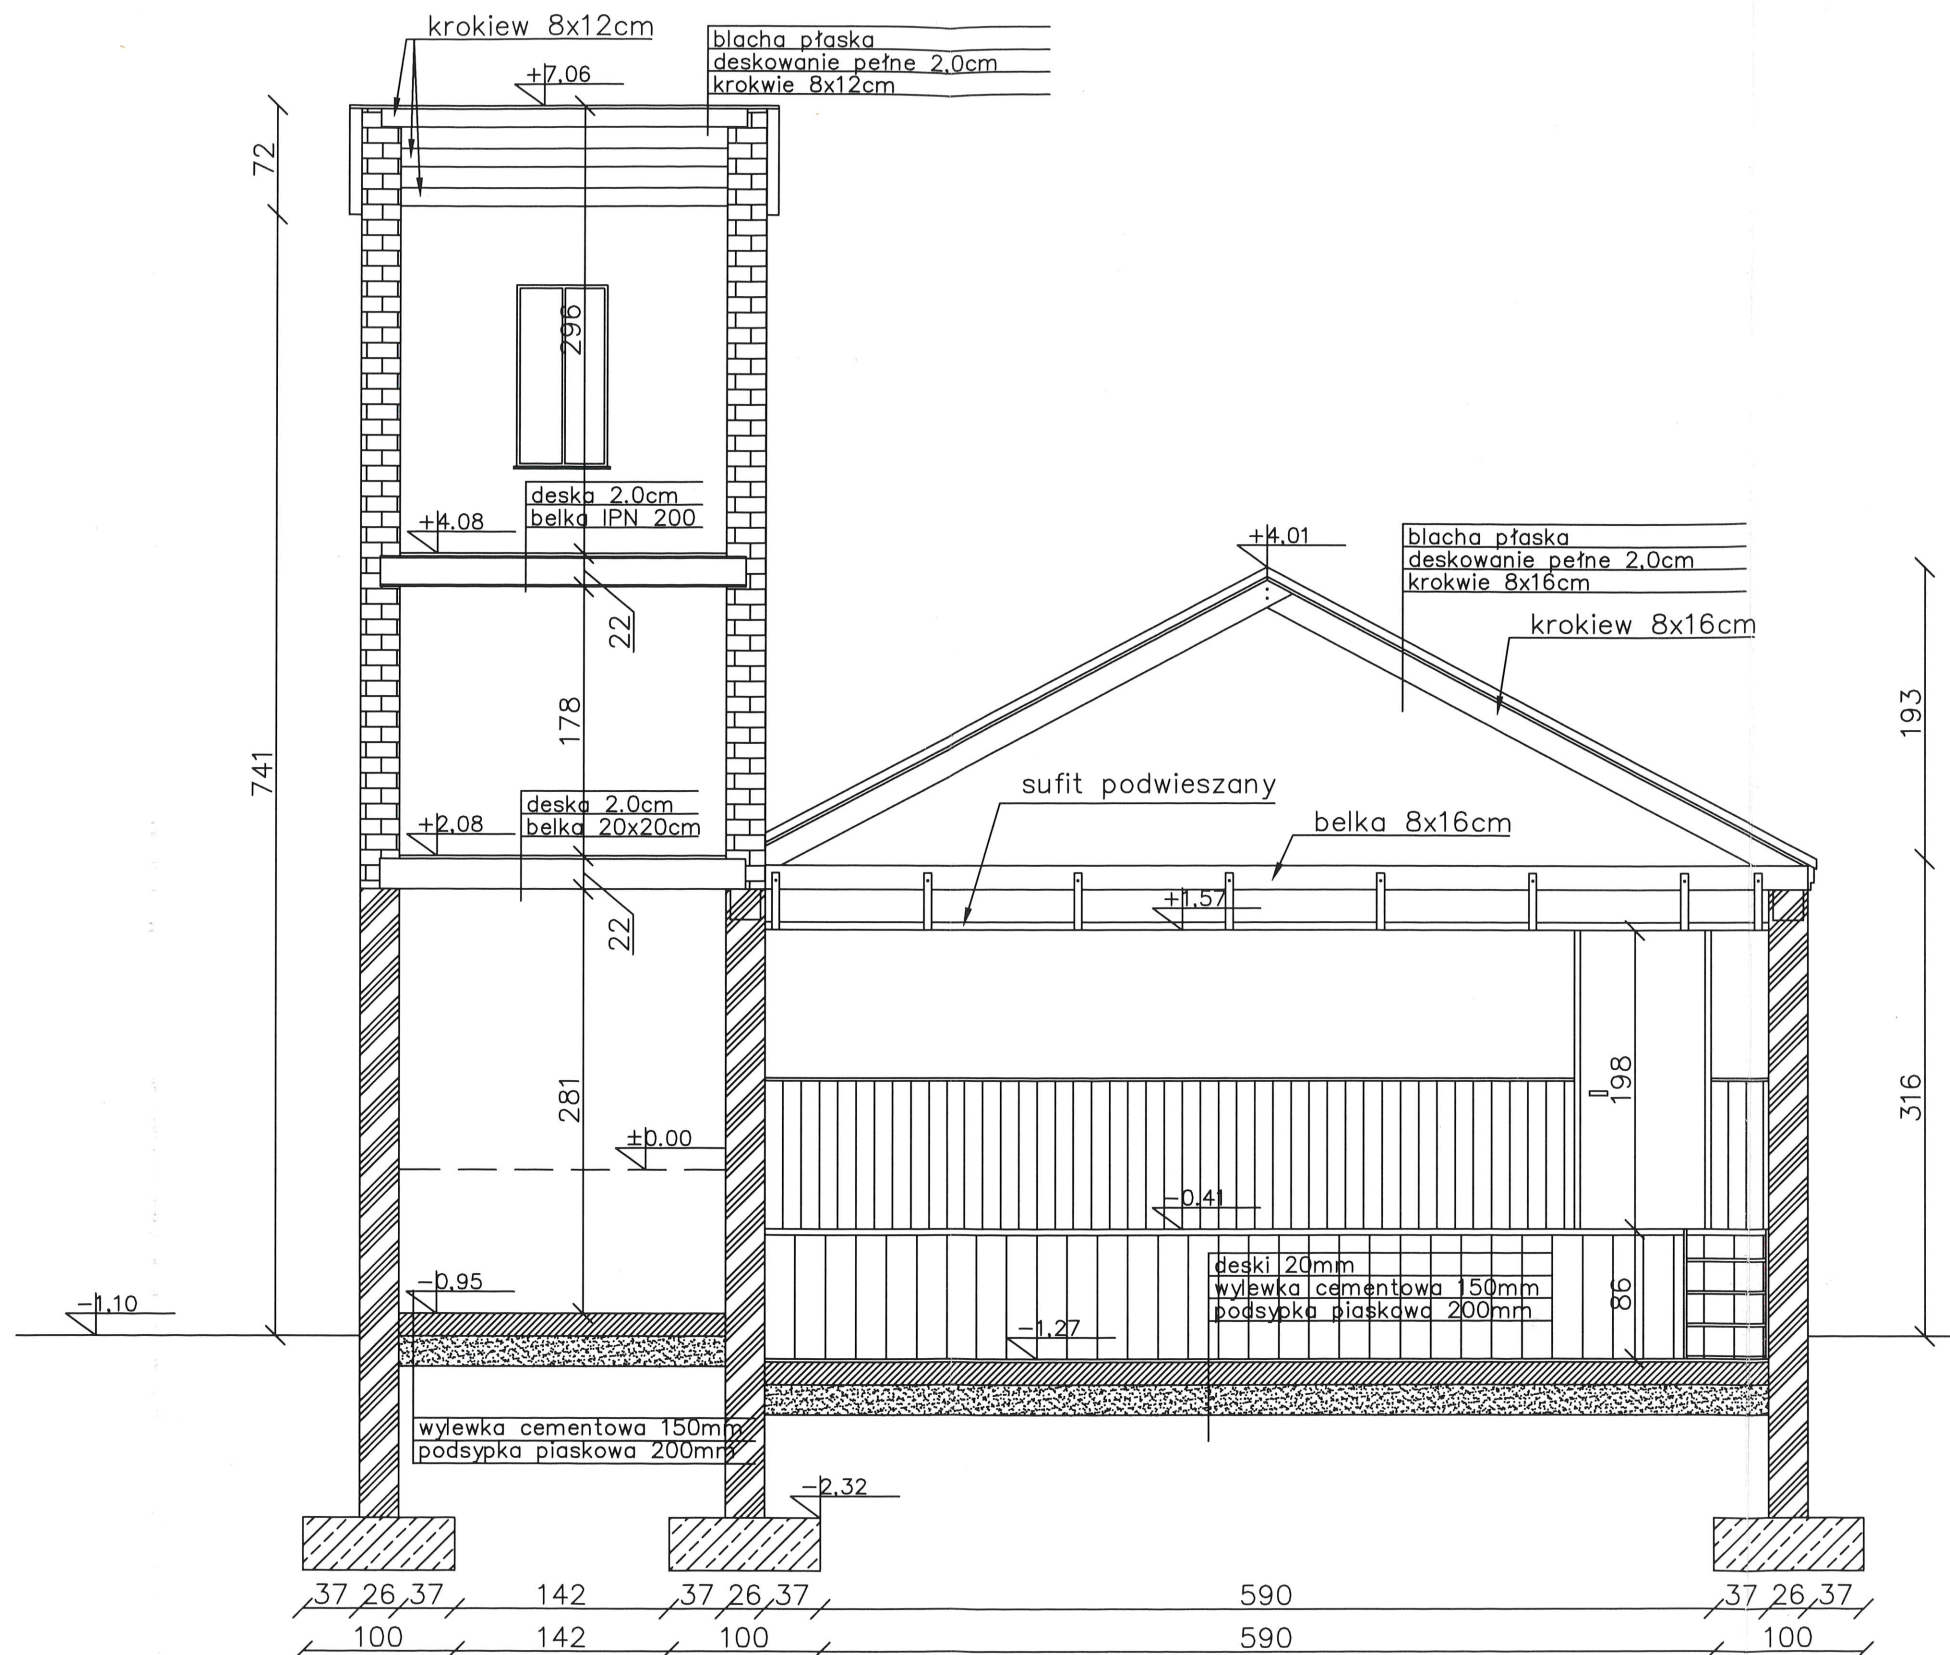 krokiew 8x12cm
blacha płaska
deskowanie pełne 2,0cm
krokwie 8x12cm
+7,06
72
296
deska 2.0cm
belka IPN 200
+4.08
22
178
741
deska 2.0cm
belka 20x20cm
+2,08
22
281
±0.00
-0,95
-1,10
wylewka cementowa 150mm
podsypka piaskowa 200mm
+4,01
blacha płaska
deskowanie pełne 2,0cm
krokwie 8x16cm
krokiew 8x16cm
193
sufit podwieszany
belka 8x16cm
+1,57
198
316
-0.41
deski 20mm
wylewka cementowa 150mm
podsypka piaskowa 200mm
86
-1,27
-2,32
37 26 37 142 37 26 37 590 37 26 37
100 142 100 590 100